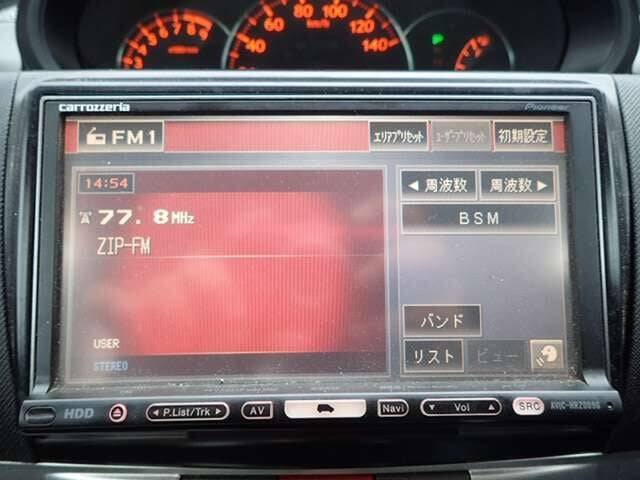 80
100
120
140
60
40
km/h
carrozzeria
Pioneer
FM1
エリアプリセット
ユーザープリセット
初期設定
14:54
◀ 周波数
周波数 ▶
77.8MHz
BSM
ZIP-FM
バンド
USER
リスト
ビュー
STEREO
HDD
◀ P.List/Trk ▶
AV
Navi
▼ Vol ▲
SRC
AVIC-HRZ009G